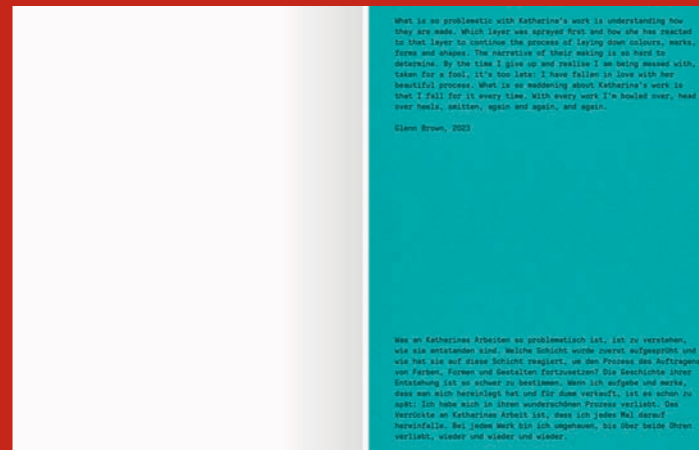 What is so problematic with Katharina's work is understanding how
they are made. Which layer was sprayed first and how she has reacted
to that layer to continue the process of laying down colours, marks,
forms and shapes. The narrative of their making is so hard to
determine. By the time I give up and realise I am being messed with,
taken for a fool, it's too late: I have fallen in love with her
beautiful process. What is so maddening about Katharina's work is
that I fall for it every time. With every work I'm bowled over, head
over heels, smitten, again and again, and again.
Glenn Brown, 2023
Was an Katharinas Arbeiten so problematisch ist, ist zu verstehen,
wie sie entstanden sind. Welche Schicht wurde zuerst aufgesprüht und
wie hat sie auf diese Schicht reagiert, um den Prozess des Auftragens
von Farben, Formen und Gestalten fortzusetzen? Die Geschichte ihrer
Entstehung ist so schwer zu bestimmen. Wenn ich aufgebe und merke,
dass man mich hereinlegt hat und für dumm verkauft, ist es schon zu
spät: Ich habe mich in ihren wunderschönen Prozess verliebt. Das
Verrückte an Katharinas Arbeit ist, dass ich jedes Mal darauf
hereinfalle. Bei jedem Werk bin ich umgehauen, bis über beide Ohren
verliebt, wieder und wieder und wieder.